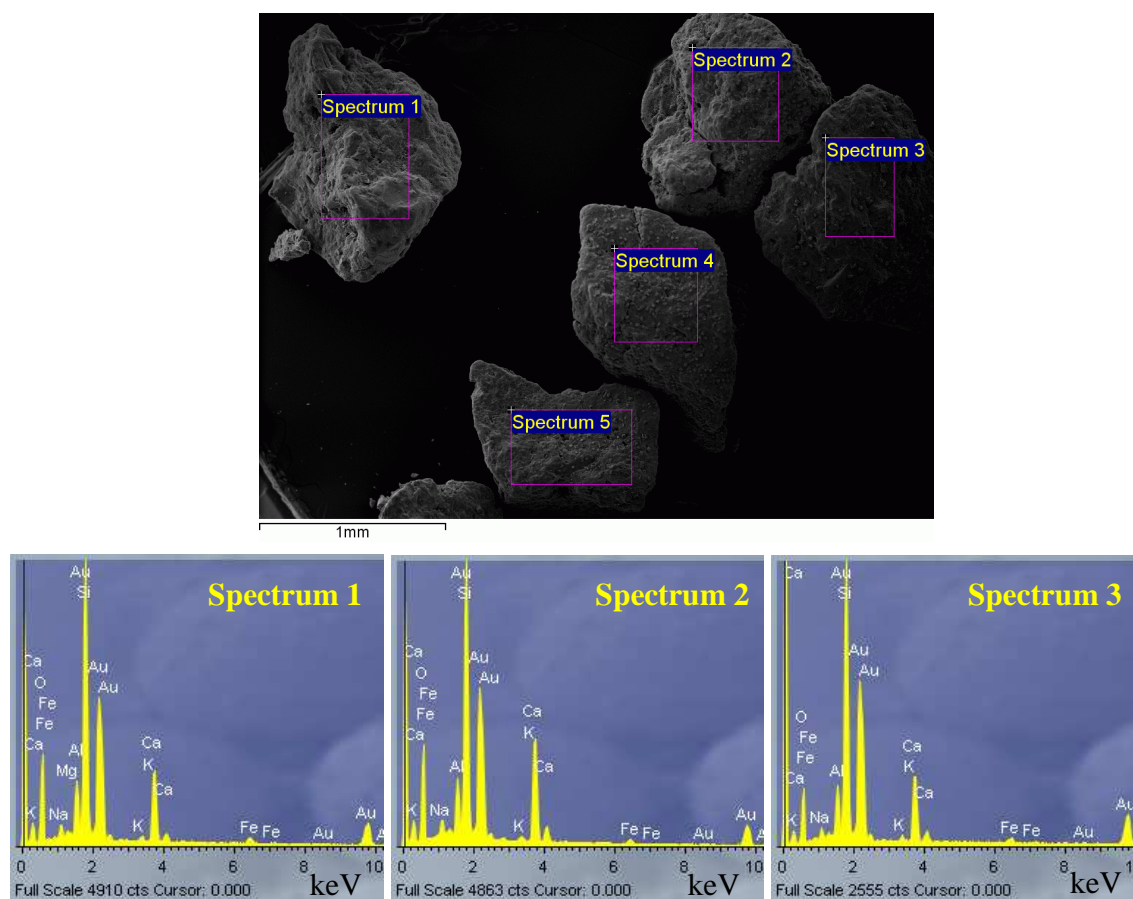 Spectrum 1
Spectrum 2
Spectrum 3
Spectrum 4
Spectrum 5
1mm
Spectrum 1
Au
Si
Ca
O
Fe
Fe
Ca
K
Na
Mg
Al
Au
Au
Ca
K
Ca
K
Fe
Fe
Au
Au
0 2 4 6 8 10
Full Scale 4910 cts Cursor: 0.000
keV
Spectrum 2
Au
Si
Ca
O
Fe
Fe
Ca
K
Na
Al
Au
Au
Ca
K
Ca
K
Fe
Fe
Au
Au
0 2 4 6 8 10
Full Scale 4863 cts Cursor: 0.000
keV
Spectrum 3
Ca
Au
Si
O
Fe
Fe
Ca
K
Na
Al
Au
Au
Ca
K
Ca
K
Fe
Fe
Au
Au
0 2 4 6 8
Full Scale 2555 cts Cursor: 0.000
keV